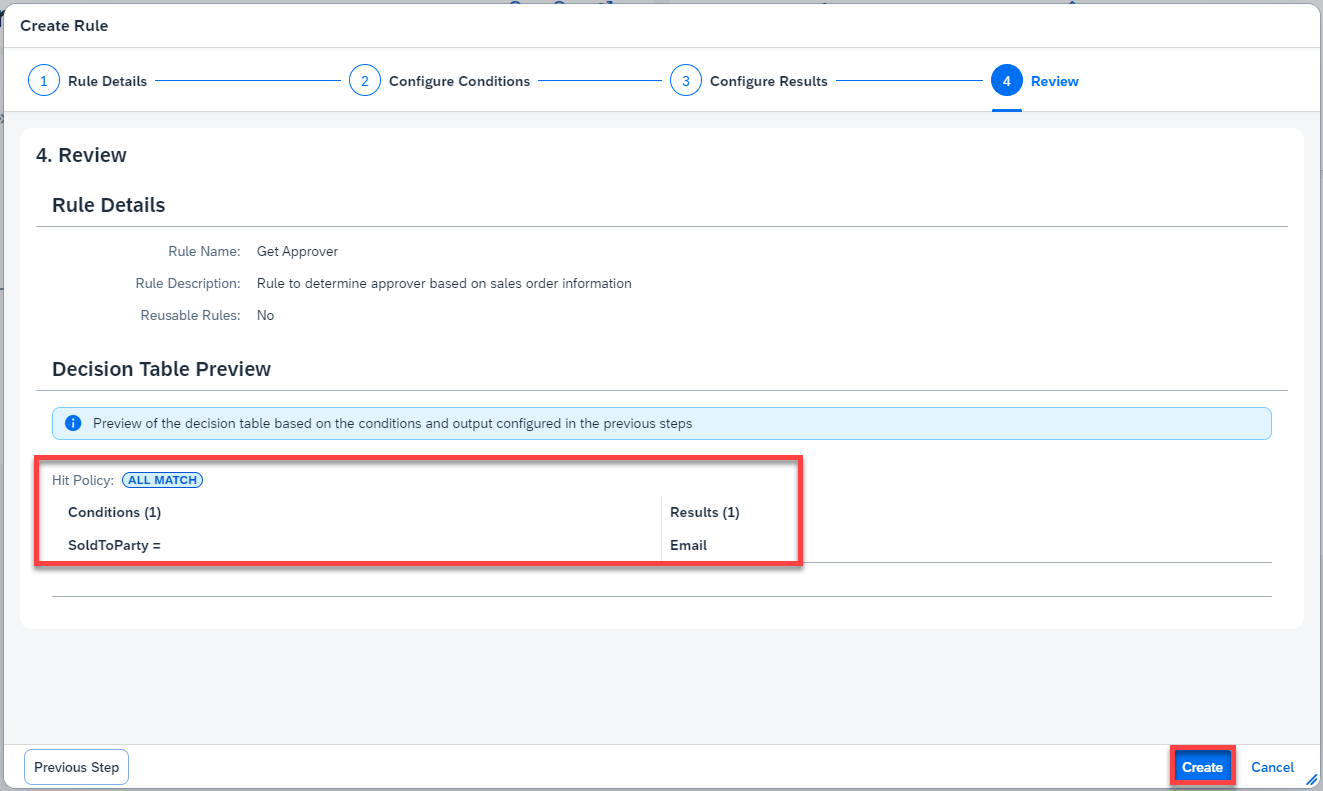 Create Rule
1 Rule Details 2 Configure Conditions 3 Configure Results 4 Review
4. Review
Rule Details
Rule Name: Get Approver
Rule Description: Rule to determine approver based on sales order information
Reusable Rules: No
Decision Table Preview
Preview of the decision table based on the conditions and output configured in the previous steps
Hit Policy: ALL MATCH
Conditions (1) Results (1)
SoldToParty = Email
Previous Step Create Cancel